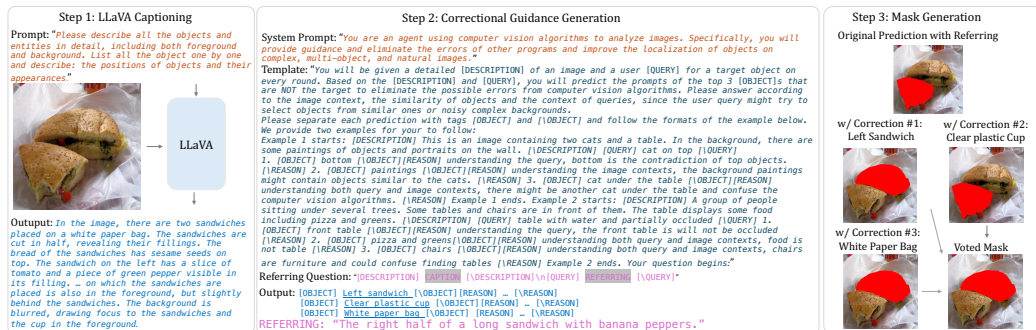 Step 1: LLaVA Captioning
Prompt: “Please describe all the objects and
entities in detail, including both foreground
and background. List all the object one by one
and describe: the positions of objects and their
appearances.”
LLaVA
Output: In the image, there are two sandwiches
placed on a white paper bag. The sandwiches are
cut in half, revealing their fillings. The
bread of the sandwiches has sesame seeds on
top. The sandwich on the left has a slice of
tomato and a piece of green pepper visible in
its filling. … on which the sandwiches are
placed is also in the foreground, but slightly
behind the sandwiches. The background is
blurred, drawing focus to the sandwiches and
the cup in the foreground.
Step 2: Correctional Guidance Generation
System Prompt: “You are an agent using computer vision algorithms to analyze images. Specifically, you will
provide guidance and eliminate the errors of other programs and improve the localization of objects on
complex, multi-object, and natural images.“
Template: “You will be given a detailed [DESCRIPTION] of an image and a user [QUERY] for a target object on
every round. Based on the [DESCRIPTION] and [QUERY], you will predict the prompts of the top 3 [OBJECT]s that
are NOT the target to eliminate the possible errors from computer vision algorithms. Please answer according
to the image context, the similarity of objects and the context of queries, since the user query might try to
select objects from similar ones or noisy complex backgrounds.
Please separate each prediction with tags [OBJECT] and [\OBJECT] and follow the formats of the example below.
We provide two examples for your to follow:
Example 1 starts: [DESCRIPTION] This is an image containing two cats and a table. In the background, there are
some paintings of animals and portraits on the wall. [\DESCRIPTION] [QUERY] cat on top [\QUERY]
1. [OBJECT] bottom [\OBJECT][REASON] understanding the query, bottom is the contradiction of top objects.
[\REASON] 2. [OBJECT] paintings [\OBJECT][REASON] understanding the image contexts, the background paintings
might contain objects similar to the cats. [\REASON] 3. [OBJECT] cat under the table [\OBJECT][REASON]
understanding both query and image contexts, there might be another cat under the table and confuse the
computer vision algorithms. [\REASON] Example 1 ends. Example 2 starts: [DESCRIPTION] A group of people
sitting under several trees. Some tables and chairs are in front of them. The table displays some food
including pizza and greens. [\DESCRIPTION] [QUERY] table with water and partially occluded [\QUERY] 1.
[OBJECT] front table [\OBJECT][REASON] understanding the query, the front table is will not be occluded
[\REASON] 2. [OBJECT] pizza and greens[\OBJECT][REASON] understanding both query and image contexts, food is
not table [\REASON] 3. [OBJECT] chairs [\OBJECT][REASON] understanding both query and image contexts, chairs
are furniture and could confuse finding tables [\REASON] Example 2 ends. Your question begins:”
Referring Question: “[DESCRIPTION] CAPTION [\DESCRIPTION]\n[QUERY] REFERRING [\QUERY]”
Output: [OBJECT] Left sandwich [\OBJECT][REASON] … [\REASON]
[OBJECT] Clear plastic cup [\OBJECT][REASON] … [\REASON]
[OBJECT] White paper bag [\OBJECT][REASON] … [\REASON]
REFERRING: “The right half of a long sandwich with banana peppers.”
Step 3: Mask Generation
Original Prediction with Referring
w/ Correction #1:
Left Sandwich
w/ Correction #2:
Clear plastic Cup
w/ Correction #3:
White Paper Bag
Voted Mask